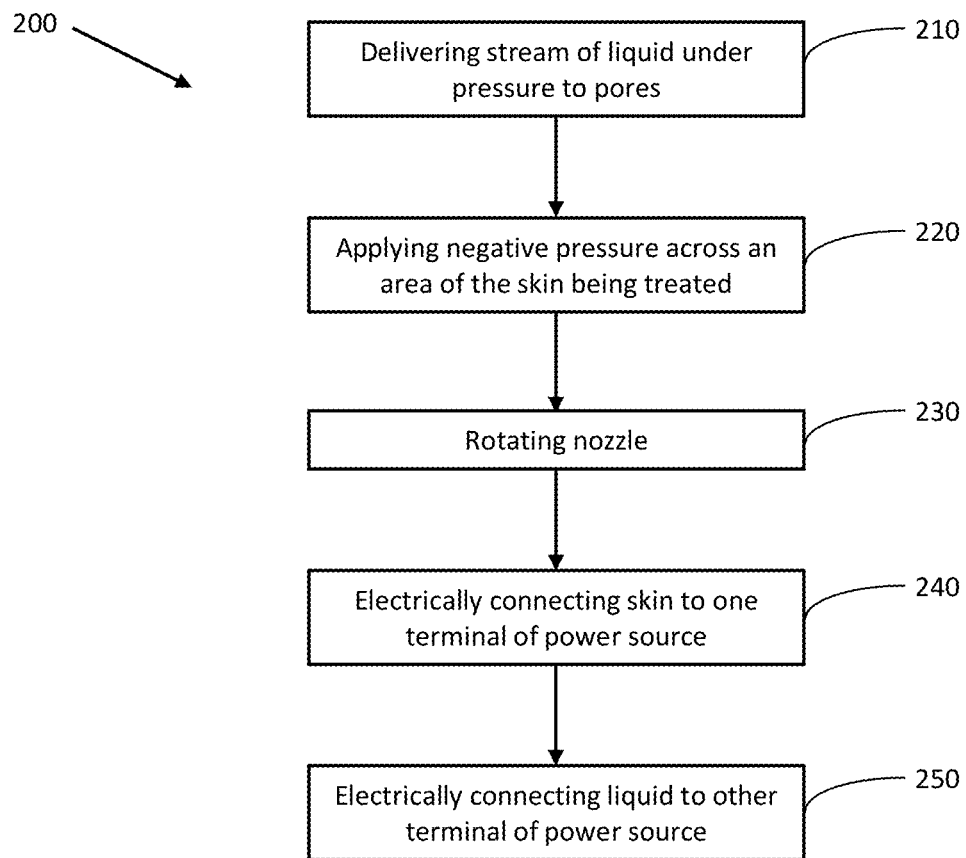 200
210
Delivering stream of liquid under
pressure to pores
220
Applying negative pressure across an
area of the skin being treated
230
Rotating nozzle
240
Electrically connecting skin to one
terminal of power source
250
Electrically connecting liquid to other
terminal of power source